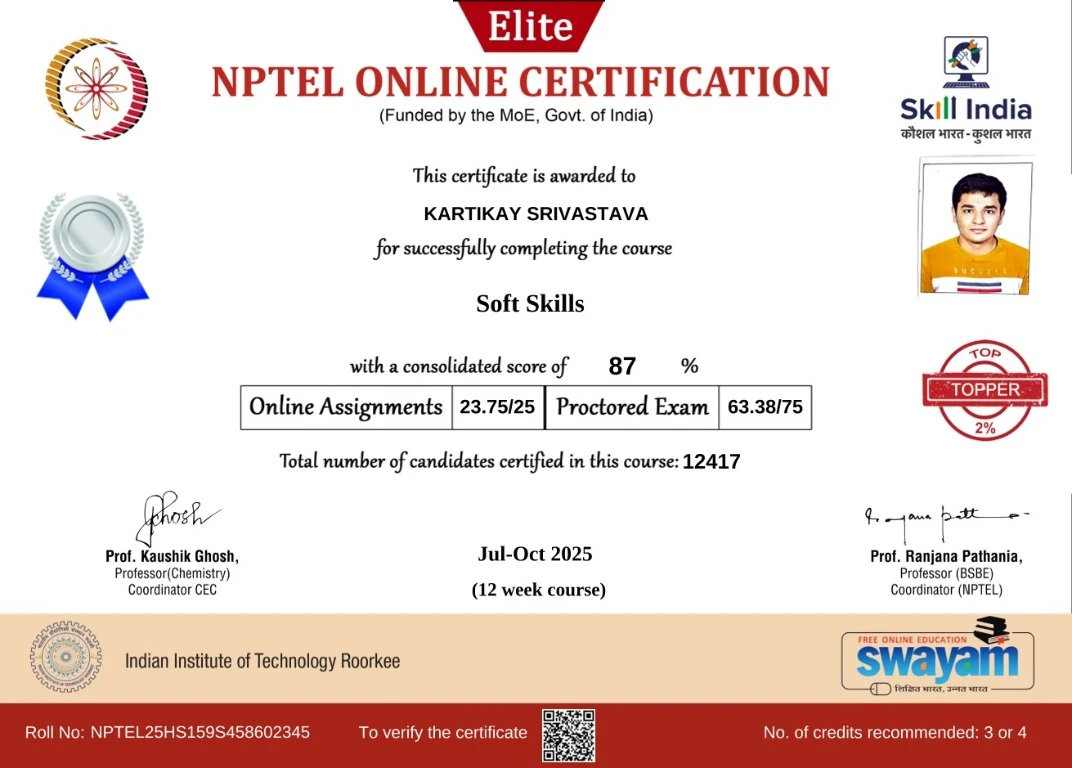 Elite
NPTEL ONLINE CERTIFICATION
(Funded by the MoE, Govt. of India)
Skill India
कौशल भारत - कुशल भारत
This certificate is awarded to
KARTIKAY SRIVASTAVA
for successfully completing the course
Soft Skills
with a consolidated score of 87 %
Online Assignments 23.75/25 Proctored Exam 63.38/75
TOP
TOPPER
2%
Total number of candidates certified in this course: 12417
Prof. Kaushik Ghosh,
Professor(Chemistry)
Coordinator CEC
Jul-Oct 2025
(12 week course)
Prof. Ranjana Pathania,
Professor (BSBE)
Coordinator (NPTEL)
Indian Institute of Technology Roorkee
FREE ONLINE EDUCATION
swayam
शिक्षित भारत, उन्नत भारत
Roll No: NPTEL25HS159S458602345
To verify the certificate
No. of credits recommended: 3 or 4